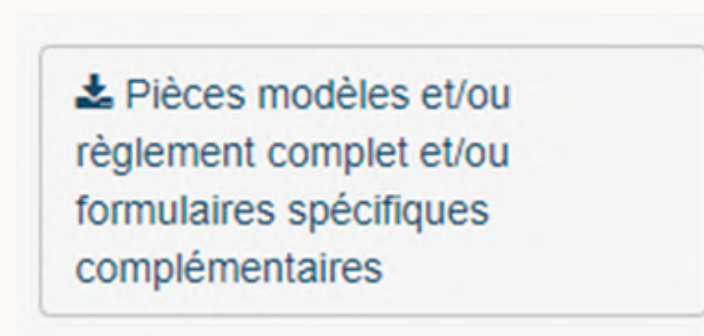 Pièces modèles et/ou
règlement complet et/ou
formulaires spécifiques
complémentaires